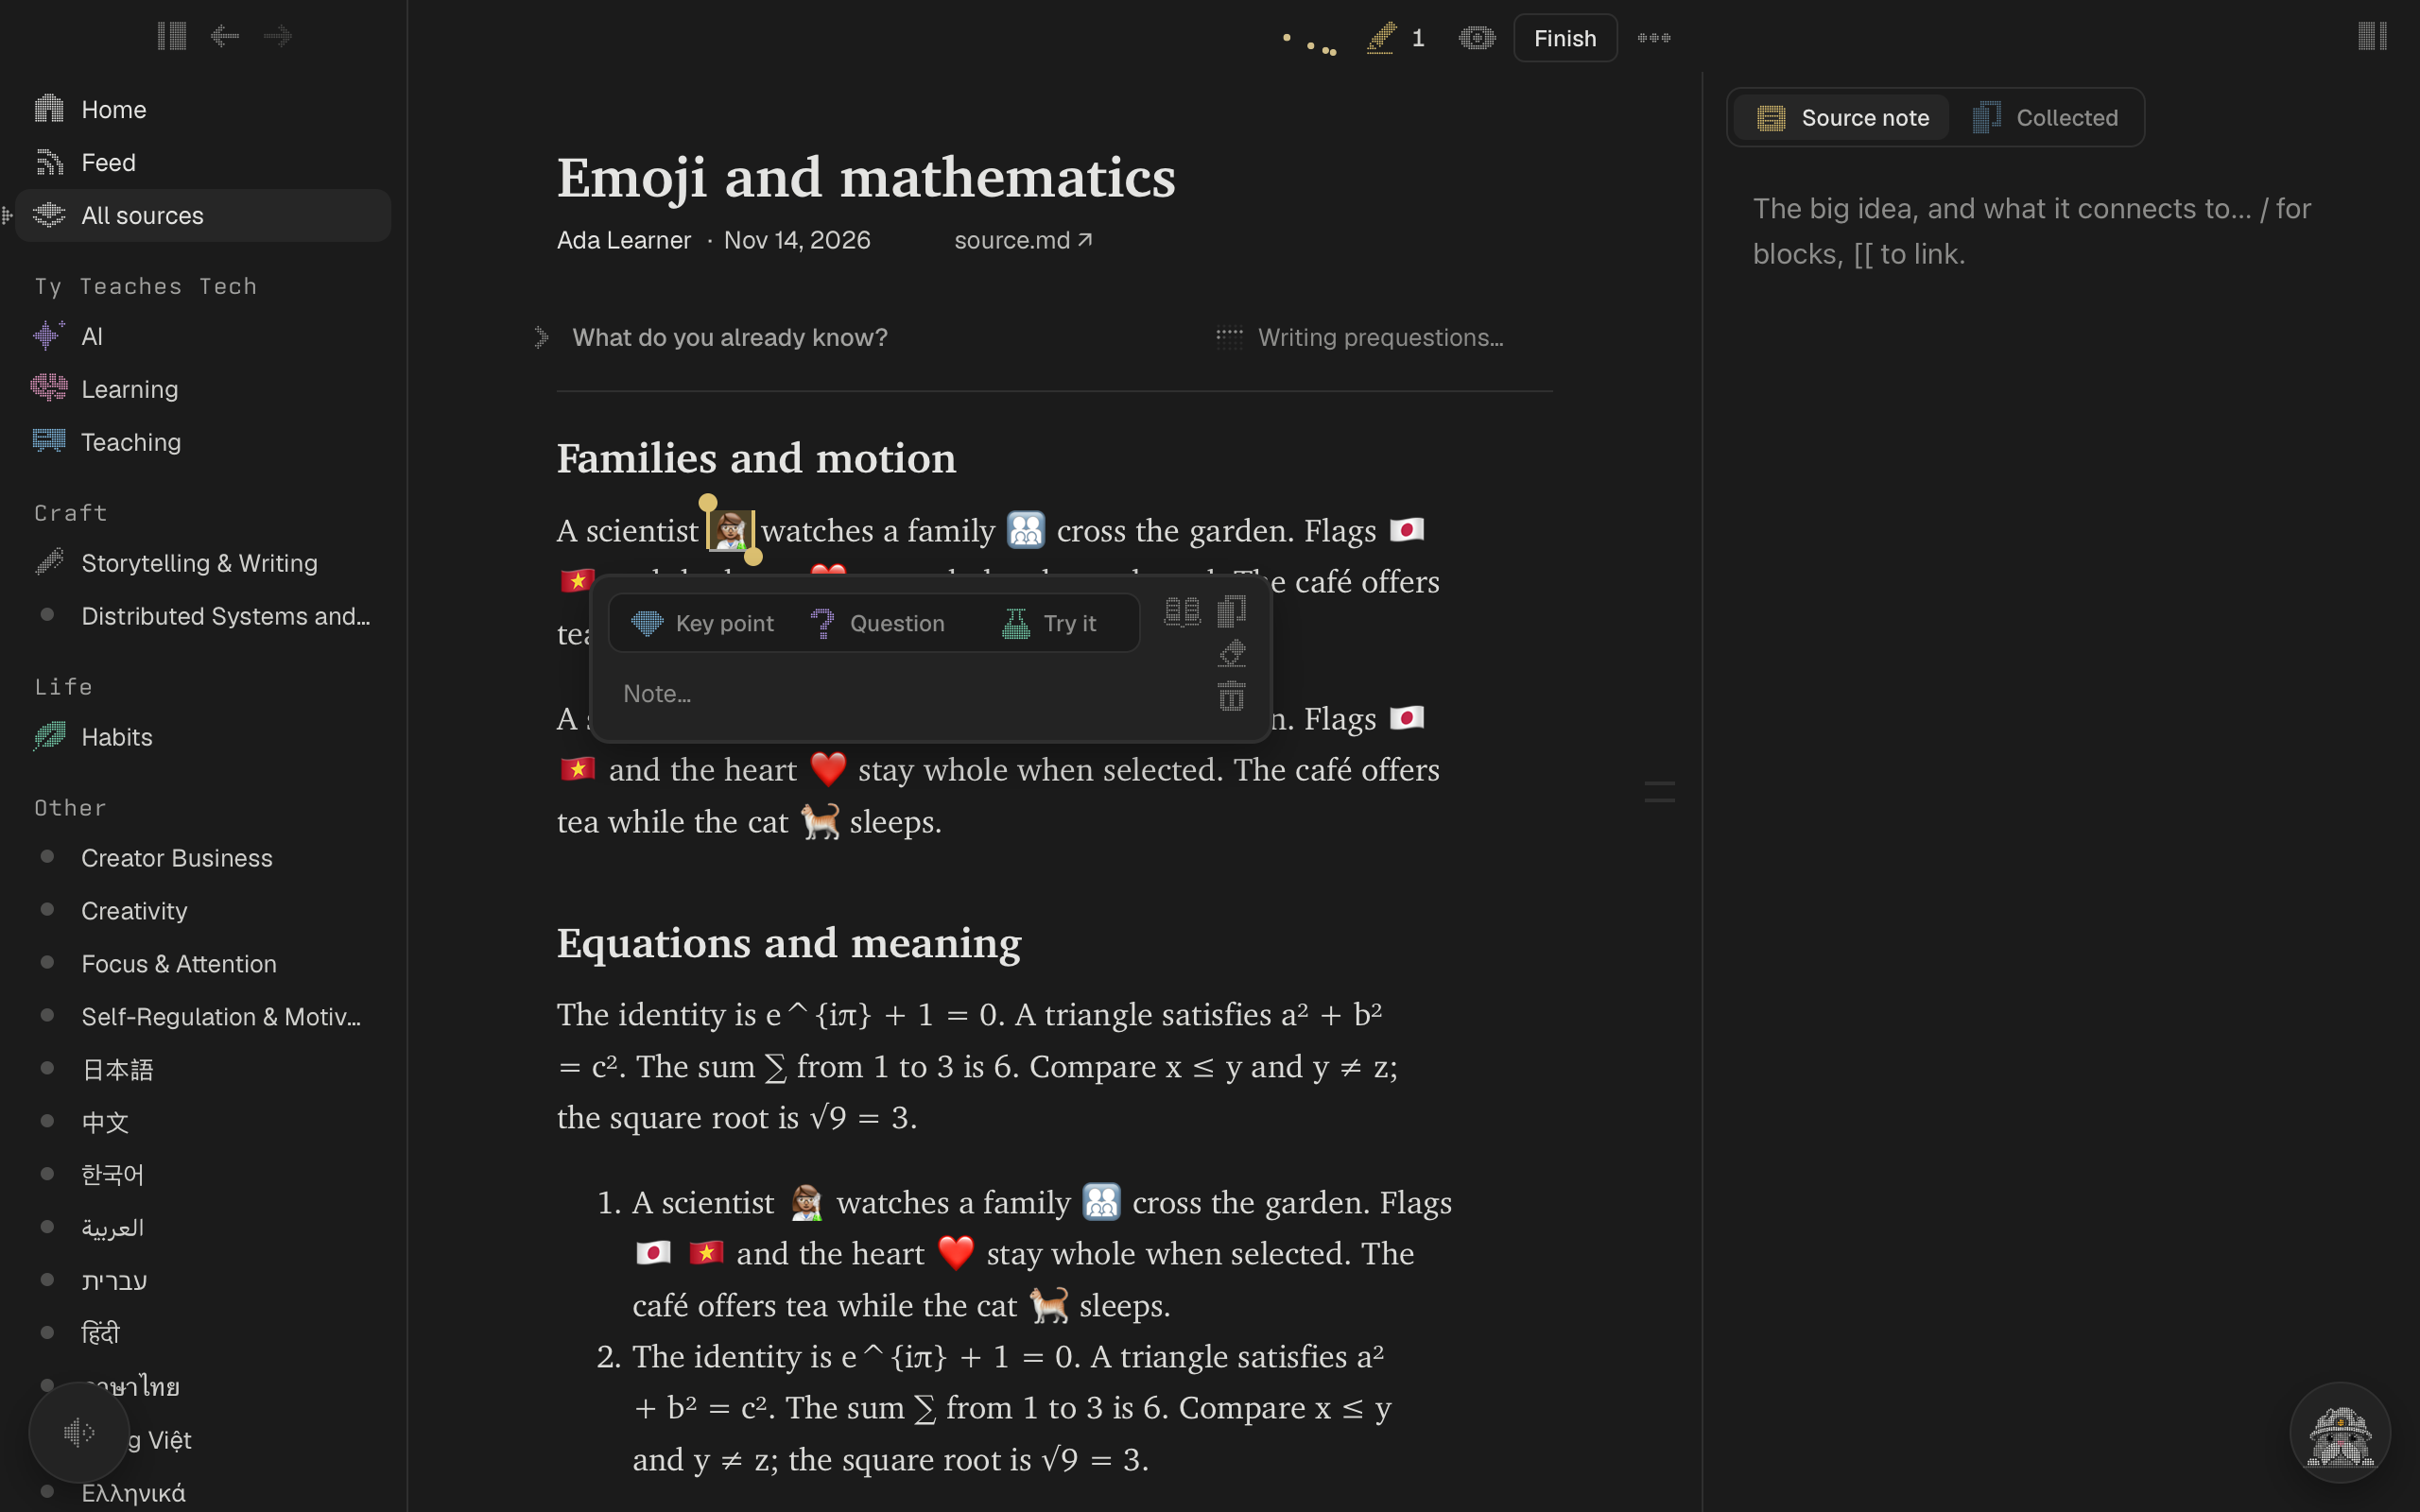 1
Finish
Home
Feed
All sources
Ty Teaches Tech
AI
Learning
Teaching
Craft
Storytelling & Writing
Distributed Systems and...
Life
Habits
Other
Creator Business
Creativity
Focus & Attention
Self-Regulation & Motiv...
日本語
中文
한국어
العربية
עברית
हिंदी
ไทย
g Việt
Ελληνικά
Emoji and mathematics
Ada Learner · Nov 14, 2026 source.md ↗
What do you already know? Writing prequestions...
Families and motion
A scientist 👩🏽‍🔬 watches a family 👨‍👩‍👧‍👦 cross the garden. Flags 🇯🇵
🇻🇳 ❤️ The café offers
Key point Question Try it
Note...
A n. Flags 🇯🇵
🇻🇳 and the heart ❤️ stay whole when selected. The café offers
tea while the cat 🐈 sleeps.
Equations and meaning
The identity is e^{iπ} + 1 = 0. A triangle satisfies a² + b²
= c². The sum ∑ from 1 to 3 is 6. Compare x ≤ y and y ≠ z;
the square root is √9 = 3.
1. A scientist 👩🏽‍🔬 watches a family 👨‍👩‍👧‍👦 cross the garden. Flags
🇯🇵 🇻🇳 and the heart ❤️ stay whole when selected. The
café offers tea while the cat 🐈 sleeps.
2. The identity is e^{iπ} + 1 = 0. A triangle satisfies a²
+ b² = c². The sum ∑ from 1 to 3 is 6. Compare x ≤ y
and y ≠ z; the square root is √9 = 3.
Source note Collected
The big idea, and what it connects to... / for
blocks, [[ to link.